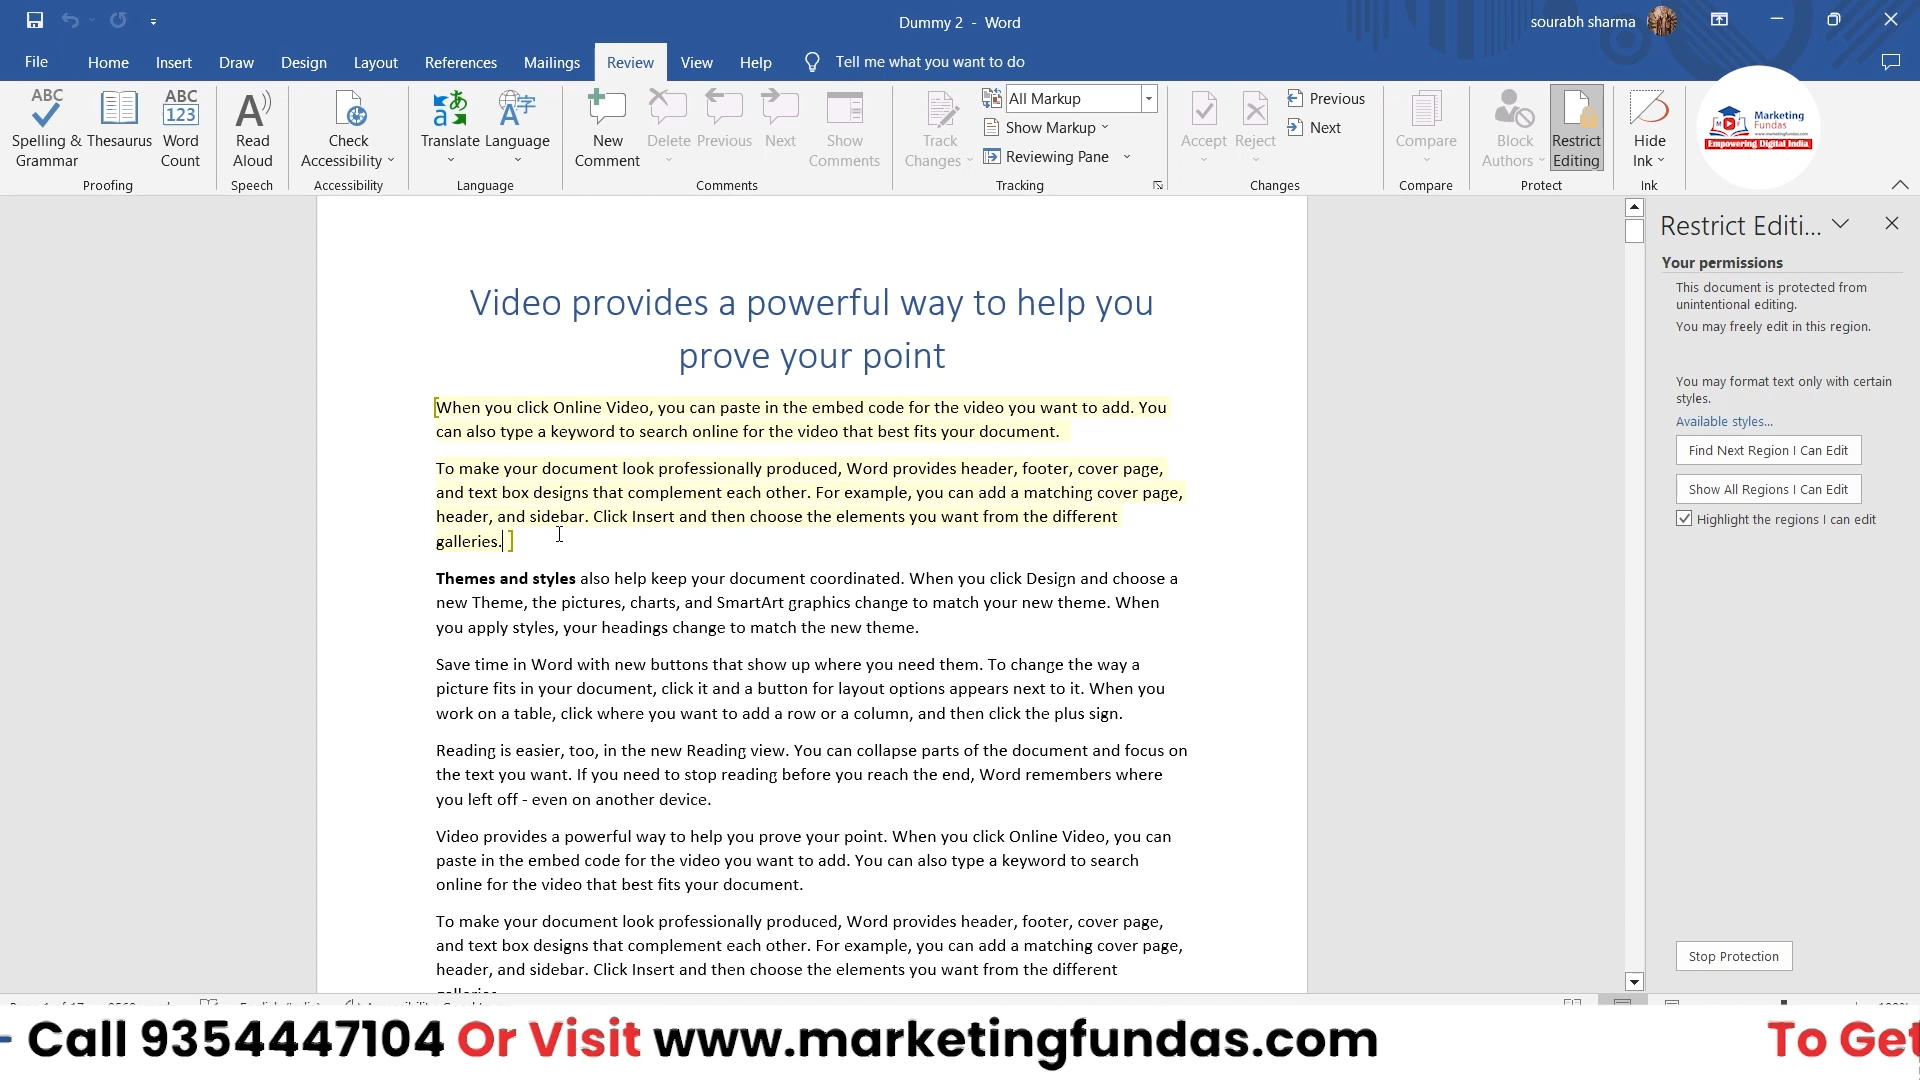 Dummy 2 - Word
sourabh sharma
File Home Insert Draw Design Layout References Mailings Review View Help Tell me what you want to do
ABC
Spelling &
Grammar
Thesaurus
ABC
123
Word
Count
Proofing
Read
Aloud
Speech
Check
Accessibility
Accessibility
Translate
Language
Language
New
Comment
Delete
Previous
Next
Show
Comments
Comments
Track
Changes
All Markup
Show Markup
Reviewing Pane
Tracking
Accept
Reject
Previous
Next
Changes
Compare
Compare
Block
Authors
Restrict
Editing
Protect
Hide
Ink
Ink
Marketing
Fundas
www.marketingfundas.com
Empowering Digital India
Video provides a powerful way to help you
prove your point
When you click Online Video, you can paste in the embed code for the video you want to add. You
can also type a keyword to search online for the video that best fits your document.
To make your document look professionally produced, Word provides header, footer, cover page,
and text box designs that complement each other. For example, you can add a matching cover page,
header, and sidebar. Click Insert and then choose the elements you want from the different
galleries.
Themes and styles also help keep your document coordinated. When you click Design and choose a
new Theme, the pictures, charts, and SmartArt graphics change to match your new theme. When
you apply styles, your headings change to match the new theme.
Save time in Word with new buttons that show up where you need them. To change the way a
picture fits in your document, click it and a button for layout options appears next to it. When you
work on a table, click where you want to add a row or a column, and then click the plus sign.
Reading is easier, too, in the new Reading view. You can collapse parts of the document and focus on
the text you want. If you need to stop reading before you reach the end, Word remembers where
you left off - even on another device.
Video provides a powerful way to help you prove your point. When you click Online Video, you can
paste in the embed code for the video you want to add. You can also type a keyword to search
online for the video that best fits your document.
To make your document look professionally produced, Word provides header, footer, cover page,
and text box designs that complement each other. For example, you can add a matching cover page,
header, and sidebar. Click Insert and then choose the elements you want from the different
Restrict Editi...
Your permissions
This document is protected from
unintentional editing.
You may freely edit in this region.
You may format text only with certain
styles.
Available styles...
Find Next Region I Can Edit
Show All Regions I Can Edit
Highlight the regions I can edit
Stop Protection
- Call 9354447104 Or Visit www.marketingfundas.com To Get